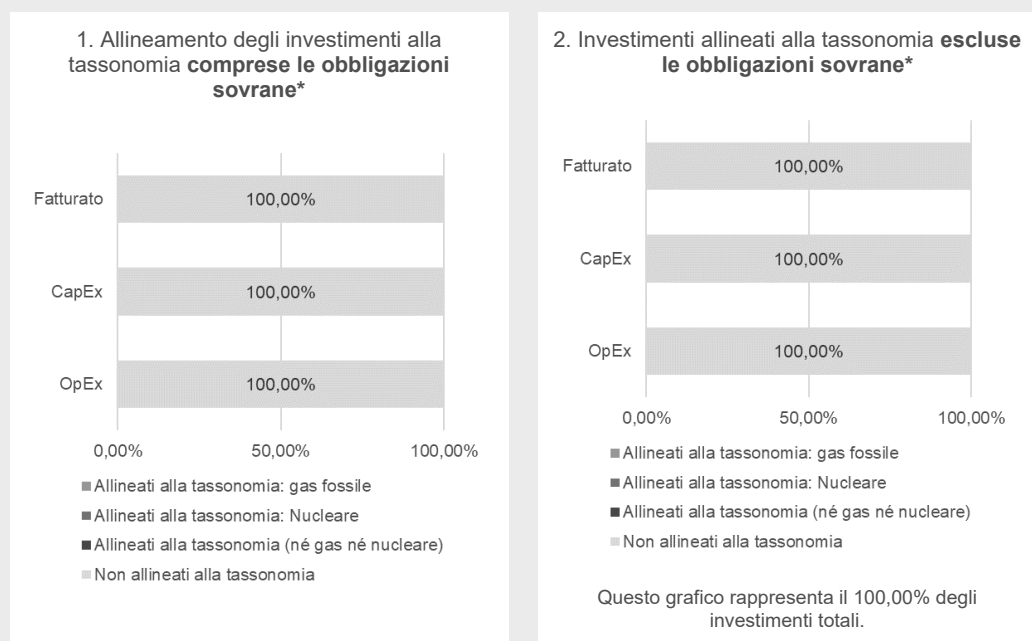 1. Allineamento degli investimenti alla
tassonomia comprese le obbligazioni
sovrane*
Fatturato
100,00%
CapEx
100,00%
OpEx
100,00%
0,00%
50,00%
100,00%
Allineati alla tassonomia: gas fossile
Allineati alla tassonomia: Nucleare
Allineati alla tassonomia (né gas né nucleare)
Non allineati alla tassonomia
2. Investimenti allineati alla tassonomia escluse
le obbligazioni sovrane*
Fatturato
100,00%
CapEx
100,00%
OpEx
100,00%
0,00%
50,00%
100,00%
Allineati alla tassonomia: gas fossile
Allineati alla tassonomia: Nucleare
Allineati alla tassonomia (né gas né nucleare)
Non allineati alla tassonomia
Questo grafico rappresenta il 100,00% degli
investimenti totali.